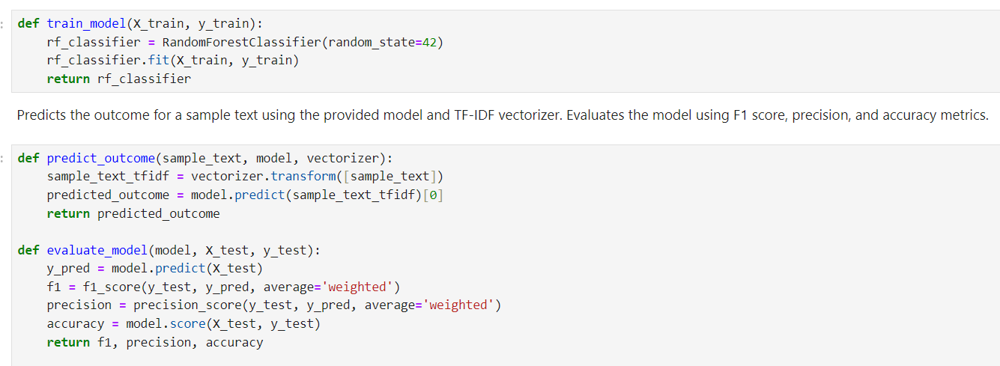 :
def train_model(X_train, y_train):
    rf_classifier = RandomForestClassifier(random_state=42)
    rf_classifier.fit(X_train, y_train)
    return rf_classifier
Predicts the outcome for a sample text using the provided model and TF-IDF vectorizer. Evaluates the model using F1 score, precision, and accuracy metrics.
:
def predict_outcome(sample_text, model, vectorizer):
    sample_text_tfidf = vectorizer.transform([sample_text])
    predicted_outcome = model.predict(sample_text_tfidf)[0]
    return predicted_outcome

def evaluate_model(model, X_test, y_test):
    y_pred = model.predict(X_test)
    f1 = f1_score(y_test, y_pred, average='weighted')
    precision = precision_score(y_test, y_pred, average='weighted')
    accuracy = model.score(X_test, y_test)
    return f1, precision, accuracy